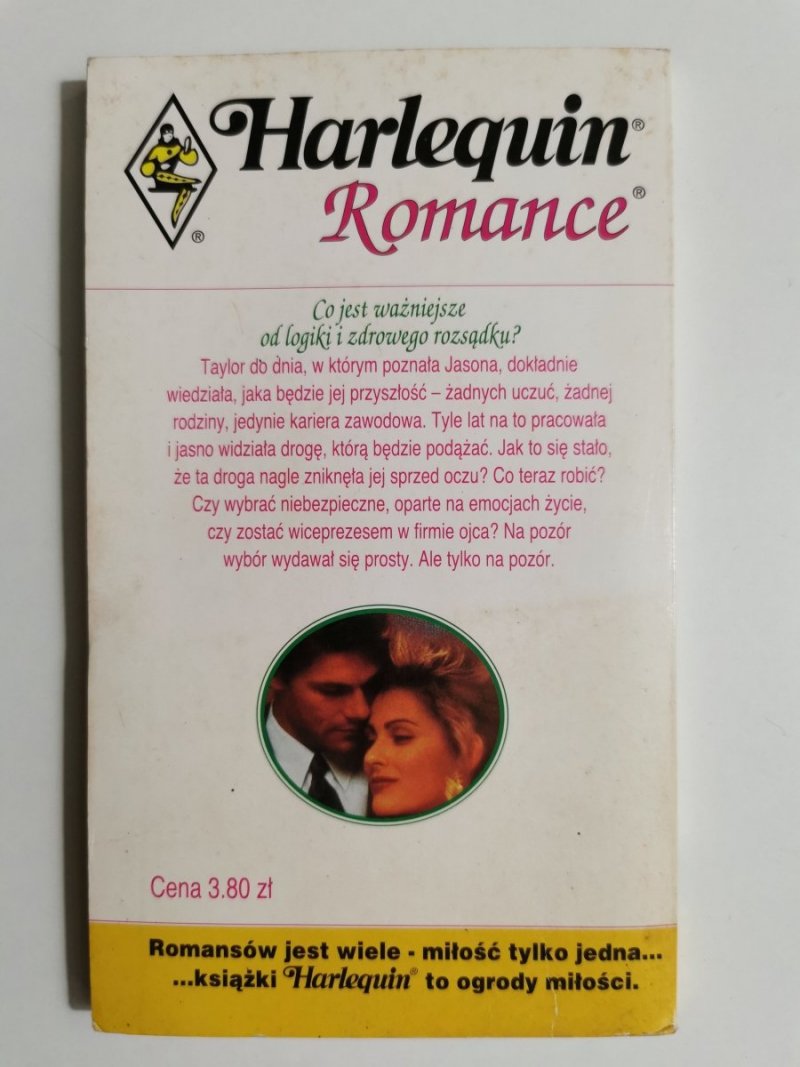 Harlequin®
Romance®
®
Co jest ważniejsze
od logiki i zdrowego rozsądku?
Taylor do dnia, w którym poznała Jasona, dokładnie
wiedziała, jaka będzie jej przyszłość – żadnych uczuć, żadnej
rodziny, jedynie kariera zawodowa. Tyle lat na to pracowała
i jasno widziała drogę, którą będzie podążać. Jak to się stało,
że ta droga nagle zniknęła jej sprzed oczu? Co teraz robić?
Czy wybrać niebezpieczne, oparte na emocjach życie,
czy zostać wiceprezesem w firmie ojca? Na pozór
wybór wydawał się prosty. Ale tylko na pozór.
Cena 3.80 zł
Romansów jest wiele - miłość tylko jedna...
...książki Harlequin® to ogrody miłości.